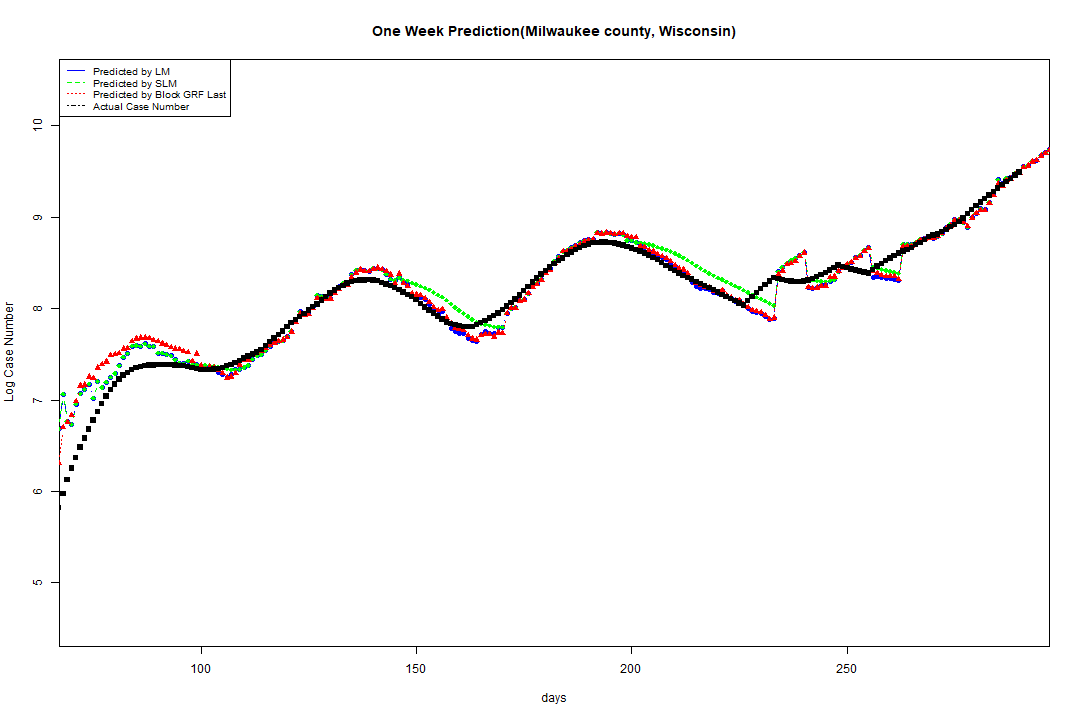 One Week Prediction(Milwaukee county, Wisconsin)
Predicted by LM
Predicted by SLM
Predicted by Block GRF Last
Actual Case Number
Log Case Number
10
9
8
7
6
5
100
150
200
250
days